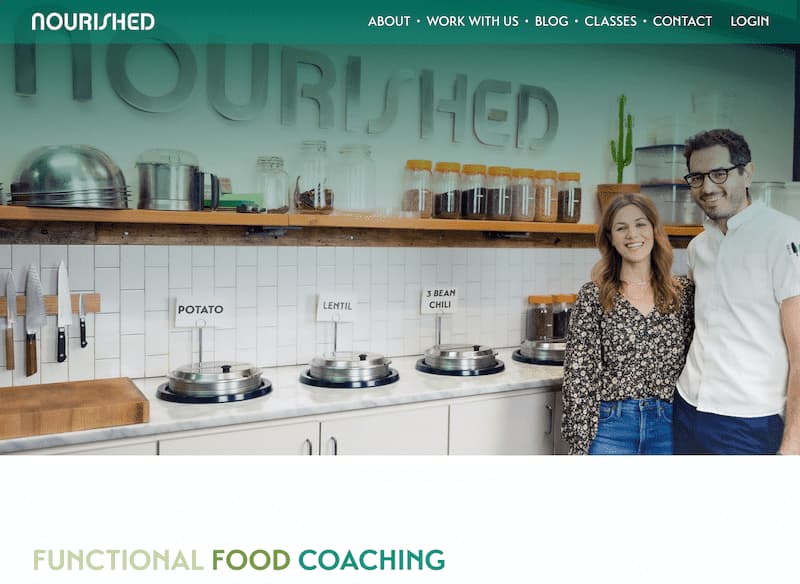 NOURISHED
ABOUT • WORK WITH US • BLOG • CLASSES • CONTACT LOGIN
NOURISHED
POTATO
LENTIL
3 BEAN
CHILI
FUNCTIONAL FOOD COACHING